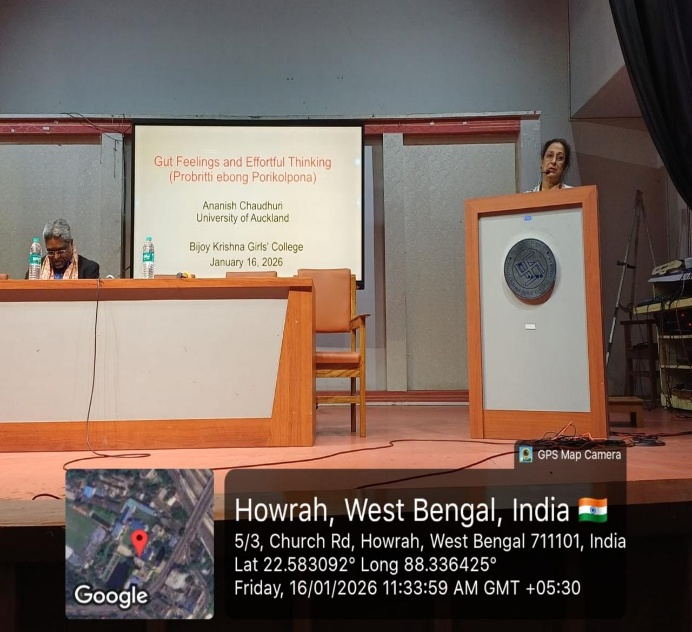 Gut Feelings and Effortful Thinking
(Probritti ebong Porikolpona)
Ananish Chaudhuri
University of Auckland
Bijoy Krishna Girls' College
January 16, 2026
GPS Map Camera
Google
Howrah, West Bengal, India
5/3, Church Rd, Howrah, West Bengal 711101, India
Lat 22.583092° Long 88.336425°
Friday, 16/01/2026 11:33:59 AM GMT +05:30